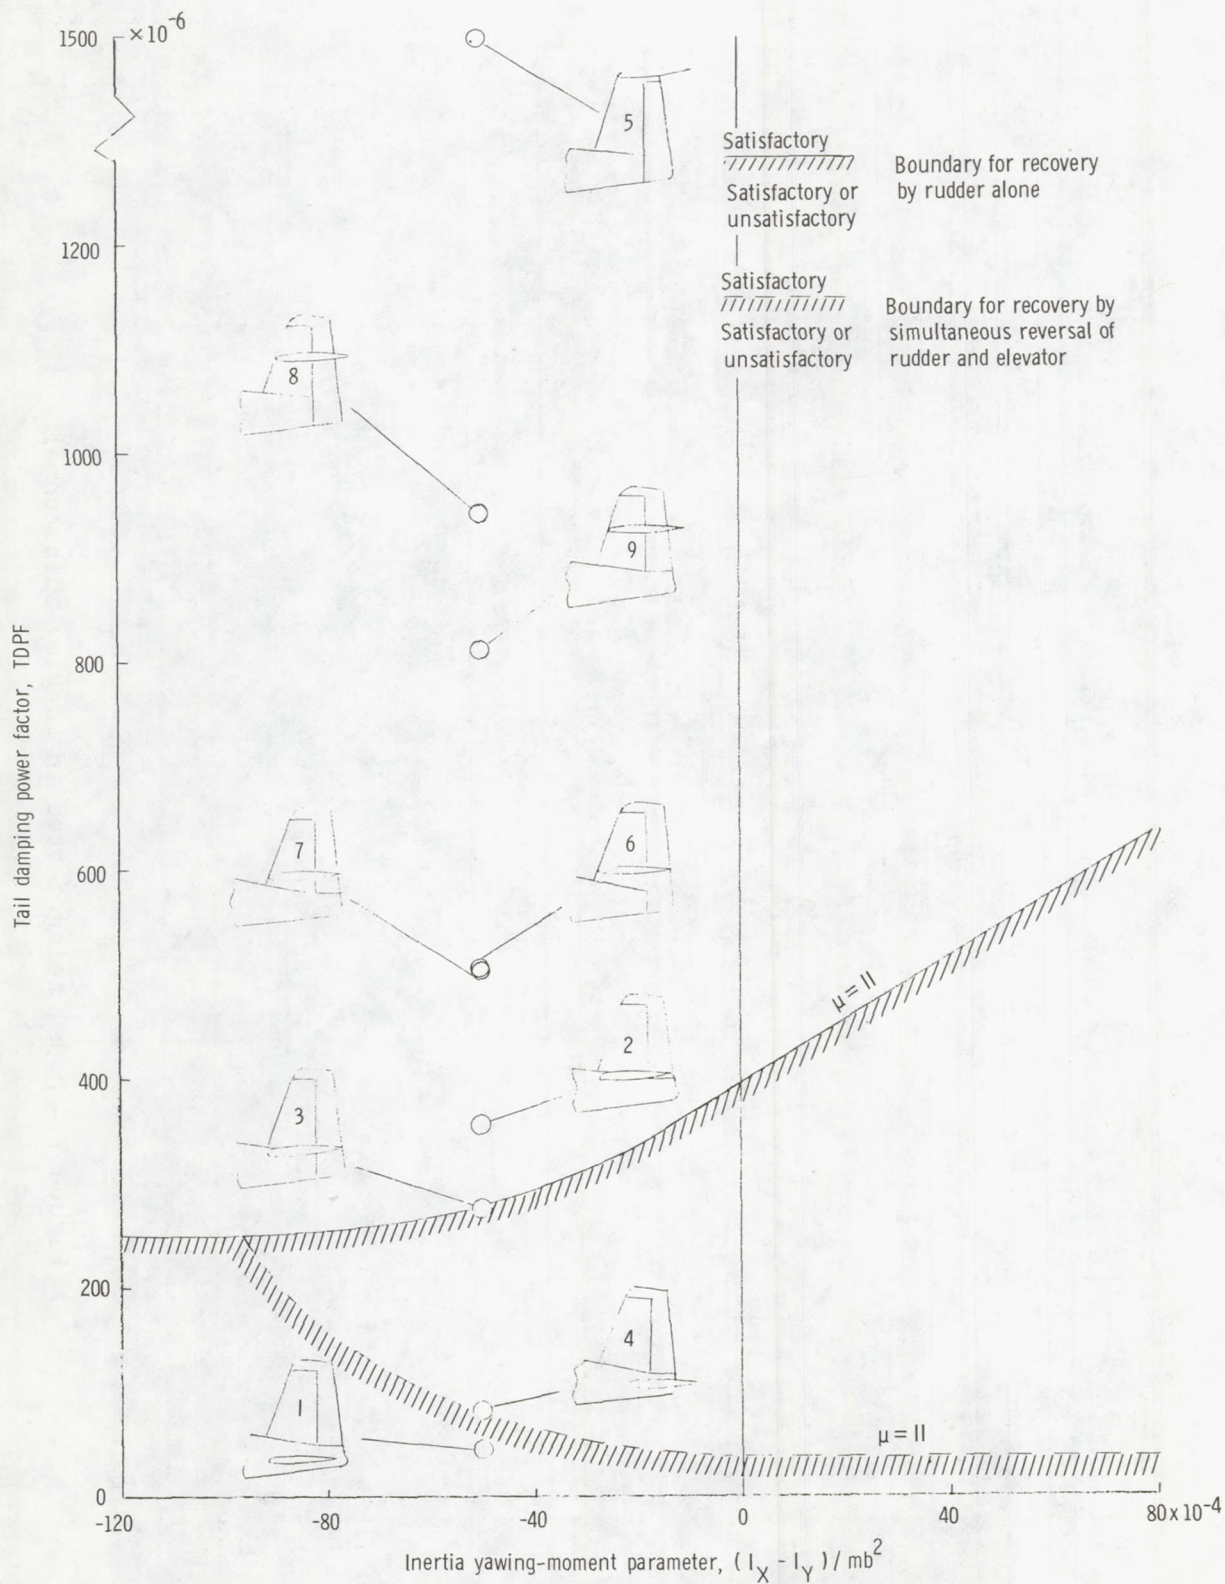 1500
×10⁻⁶
5
Satisfactory
Satisfactory or
unsatisfactory
Boundary for recovery
by rudder alone
1200
Satisfactory
Satisfactory or
unsatisfactory
Boundary for recovery by
simultaneous reversal of
rudder and elevator
8
1000
9
800
Tail damping power factor, TDPF
7
6
600
μ = 11
2
400
3
200
4
1
μ = 11
0
-120
-80
-40
0
40
80 x 10⁻⁴
Inertia yawing-moment parameter, ( I_X - I_Y ) / mb²